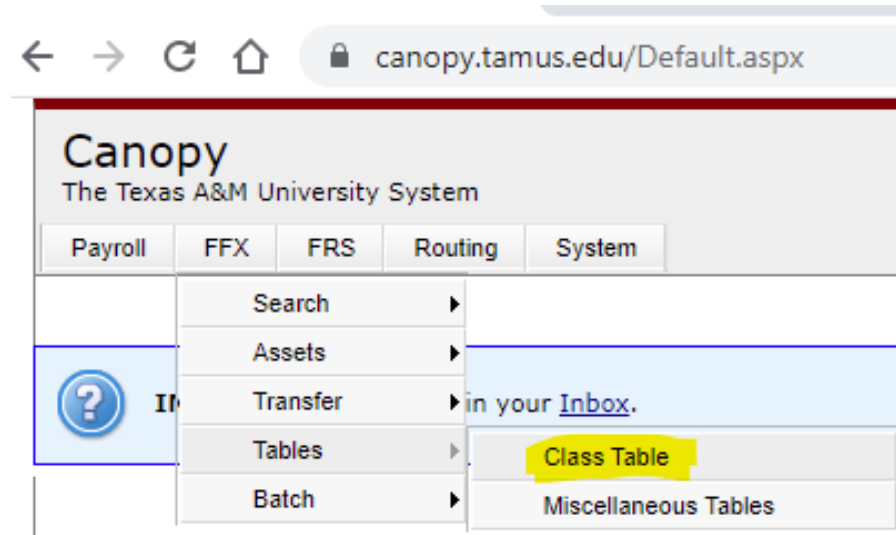 canopy.tamus.edu/Default.aspx
Canopy
The Texas A&M University System
Payroll FFX FRS Routing System
Search
Assets
Transfer in your Inbox.
Tables Class Table
Batch Miscellaneous Tables